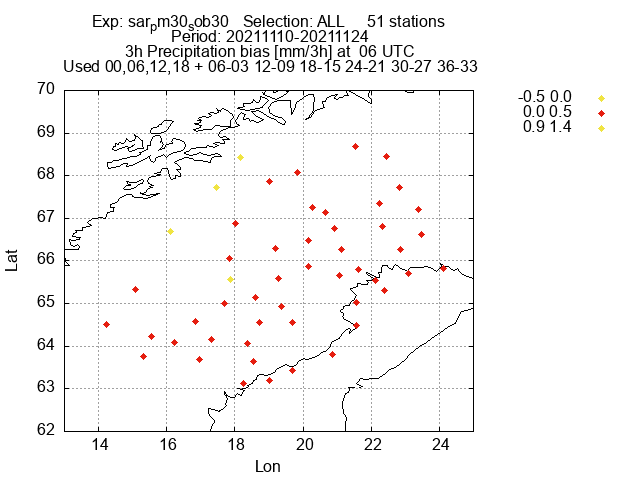 Exp: sarpm30sob30 Selection: ALL 51 stations
Period: 20211110-20211124
3h Precipitation bias [mm/3h] at 06 UTC
Used 00,06,12,18 + 06-03 12-09 18-15 24-21 30-27 36-33
-0.5 0.0
0.0 0.5
0.9 1.4
70
69
68
67
66
65
64
63
62
Lat
14 16 18 20 22 24
Lon